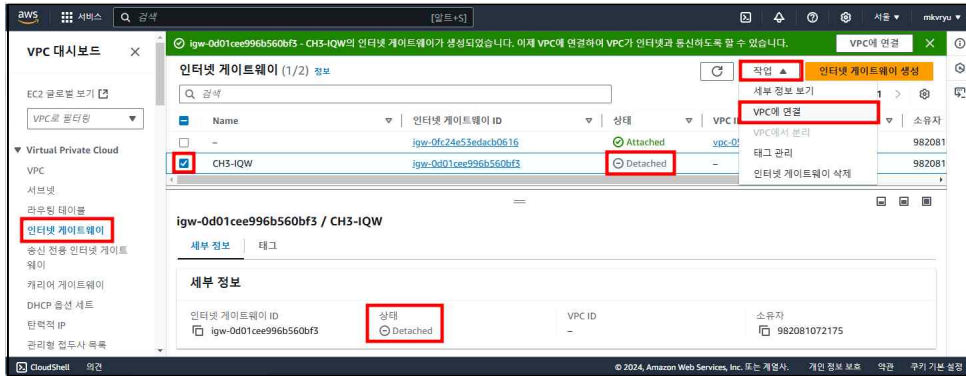 aws 서비스 검색 [알트+S] 서울 ▼ mkvryu ▼
VPC 대시보드 ×
EC2 글로벌 보기
VPC로 필터링 ▼
▼ Virtual Private Cloud
VPC
서브넷
라우팅 테이블
인터넷 게이트웨이
송신 전용 인터넷 게이트
웨이
캐리어 게이트웨이
DHCP 옵션 세트
탄력적 IP
관리형 접두사 목록
igw-0d01cee996b560bf3 - CH3-IQW의 인터넷 게이트웨이가 생성되었습니다. 이제 VPC에 연결하여 VPC가 인터넷과 통신하도록 할 수 있습니다. VPC에 연결 ×
인터넷 게이트웨이 (1/2) 정보 작업 ▲ 인터넷 게이트웨이 생성
검색 1 >
세부 정보 보기
VPC에 연결
VPC에서 분리
태그 관리
인터넷 게이트웨이 삭제
Name 인터넷 게이트웨이 ID 상태 VPC I 소유자
– igw-0fc24e53edacb0616 Attached vpc-05 982081
CH3-IQW igw-0d01cee996b560bf3 Detached – 982081
igw-0d01cee996b560bf3 / CH3-IQW
세부 정보 태그
세부 정보
인터넷 게이트웨이 ID 상태 VPC ID 소유자
igw-0d01cee996b560bf3 Detached – 982081072175
CloudShell 의견 © 2024, Amazon Web Services, Inc. 또는 계열사. 개인 정보 보호 약관 쿠키 기본 설정